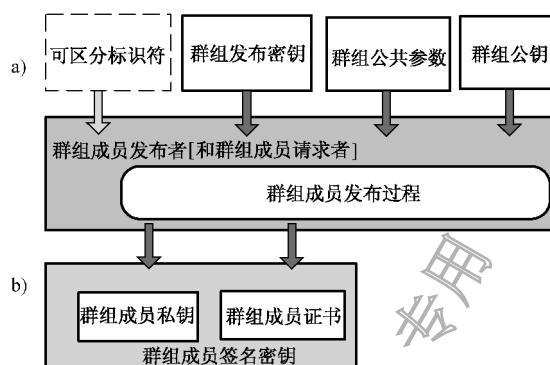 a)
可区分标识符
群组发布密钥
群组公共参数
群组公钥
群组成员发布者[和群组成员请求者]
群组成员发布过程
b)
群组成员私钥
群组成员证书
群组成员签名密钥
专用